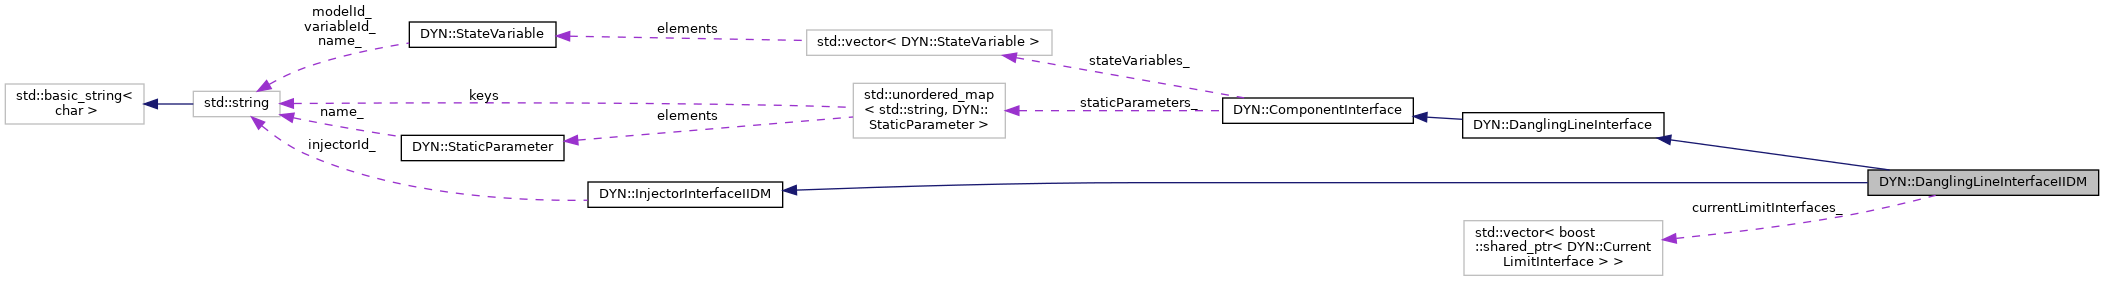 modelId_
variableId_
name_
DYN::StateVariable
elements
std::vector< DYN::StateVariable >
stateVariables_
std::basic_string<
char >
std::string
keys
std::unordered_map
< std::string, DYN::
StaticParameter >
staticParameters_
DYN::ComponentInterface
name_
elements
DYN::DanglingLineInterface
injectorId_
DYN::StaticParameter
DYN::InjectorInterfaceIIDM
DYN::DanglingLineInterfaceIIDM
currentLimitInterfaces_
std::vector< boost
::shared_ptr< DYN::Current
LimitInterface > >